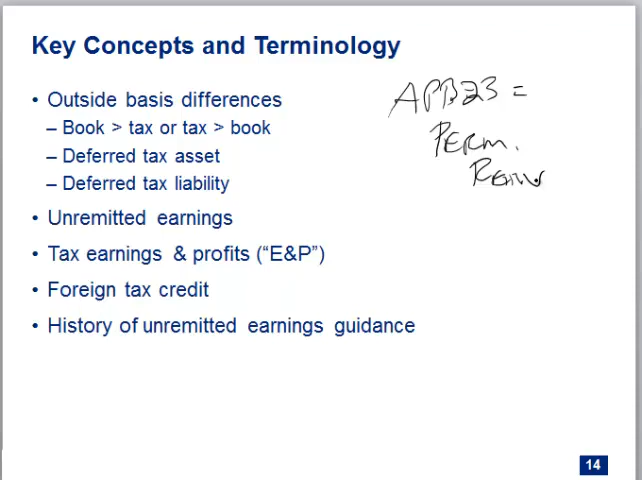 Key Concepts and Terminology
• Outside basis differences
– Book > tax or tax > book
– Deferred tax asset
– Deferred tax liability
• Unremitted earnings
• Tax earnings & profits (“E&P”)
• Foreign tax credit
• History of unremitted earnings guidance
APB23 =
PERM.
REINV.
14